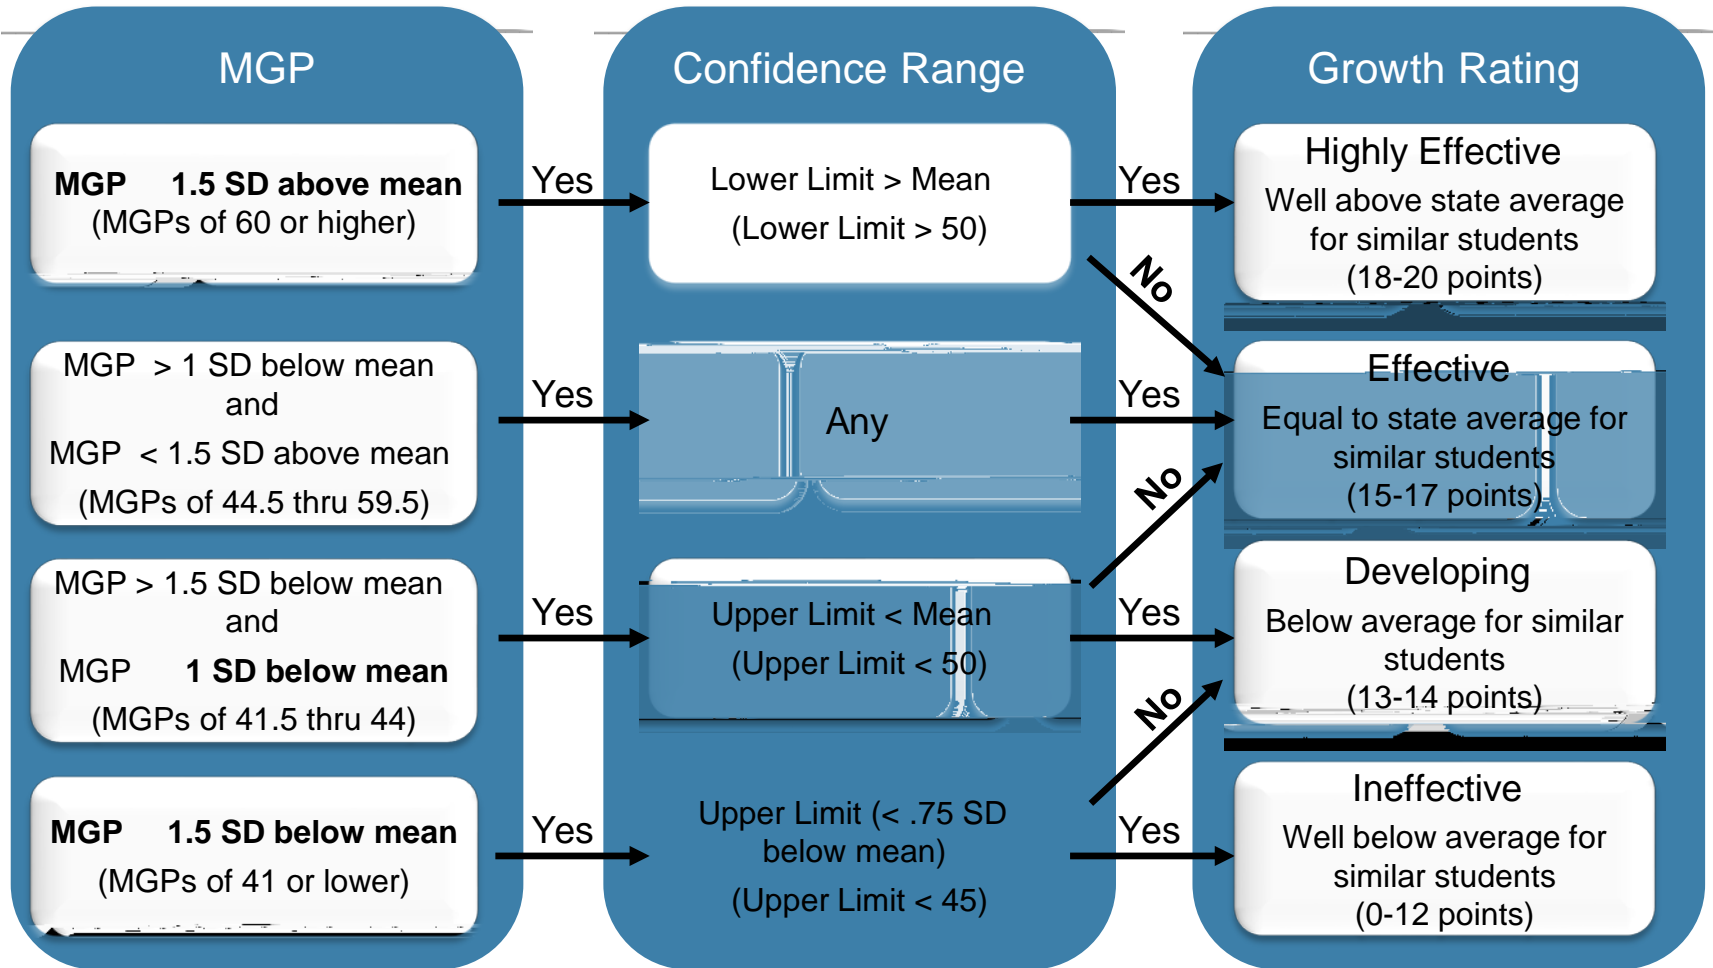 MGP
Confidence Range
Growth Rating
MGP 1.5 SD above mean
(MGPs of 60 or higher)
Yes
Lower Limit > Mean
(Lower Limit > 50)
Yes
No
Highly Effective
Well above state average
for similar students
(18-20 points)
MGP > 1 SD below mean
and
MGP < 1.5 SD above mean
(MGPs of 44.5 thru 59.5)
Yes
Any
Yes
Effective
Equal to state average for
similar students
(15-17 points)
MGP > 1.5 SD below mean
and
MGP 1 SD below mean
(MGPs of 41.5 thru 44)
Yes
Upper Limit < Mean
(Upper Limit < 50)
No
Yes
Developing
Below average for similar
students
(13-14 points)
MGP 1.5 SD below mean
(MGPs of 41 or lower)
Yes
Upper Limit (< .75 SD
below mean)
(Upper Limit < 45)
No
Yes
Ineffective
Well below average for
similar students
(0-12 points)